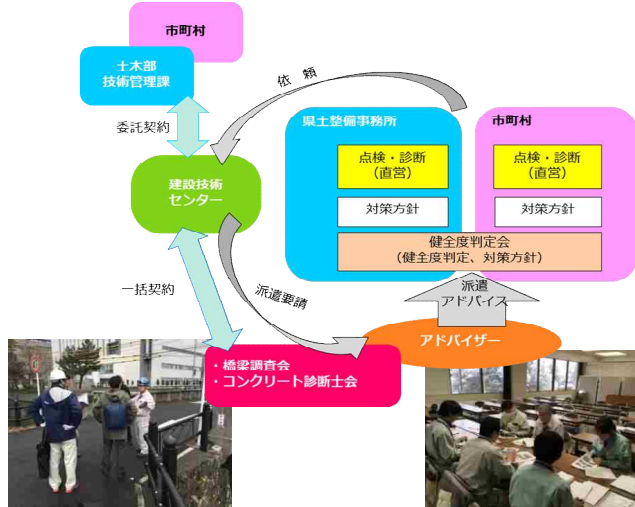 市町村
土木部
技術管理課
委託契約
依　頼
建設技術
センター
県土整備事務所
市町村
点検・診断
（直営）
点検・診断
（直営）
対策方針
対策方針
健全度判定会
（健全度判定、対策方針）
一括契約
派遣要請
派遣
アドバイス
アドバイザー
・橋梁調査会
・コンクリート診断士会